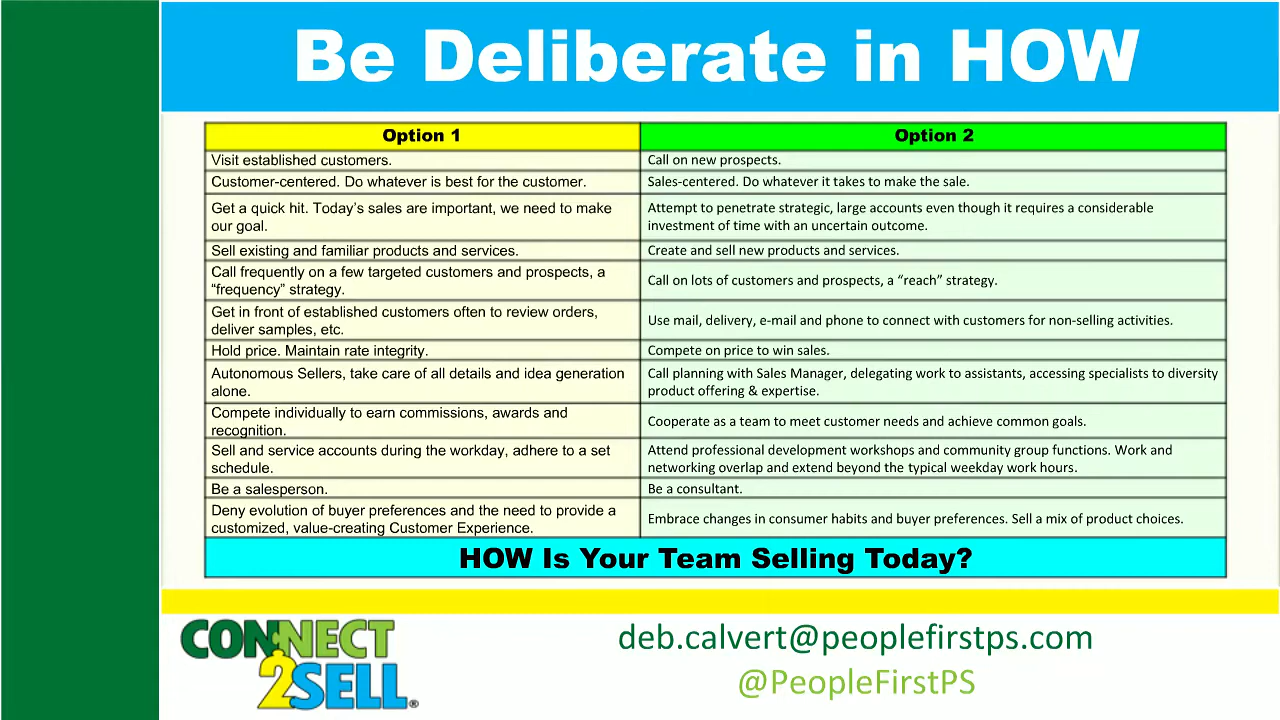 Be Deliberate in HOW
Option 1
Option 2
Visit established customers.
Call on new prospects.
Customer-centered. Do whatever is best for the customer.
Sales-centered. Do whatever it takes to make the sale.
Get a quick hit. Today's sales are important, we need to make
our goal.
Attempt to penetrate strategic, large accounts even though it requires a considerable
investment of time with an uncertain outcome.
Sell existing and familiar products and services.
Create and sell new products and services.
Call frequently on a few targeted customers and prospects, a
“frequency” strategy.
Call on lots of customers and prospects, a “reach” strategy.
Get in front of established customers often to review orders,
deliver samples, etc.
Use mail, delivery, e-mail and phone to connect with customers for non-selling activities.
Hold price. Maintain rate integrity.
Compete on price to win sales.
Autonomous Sellers, take care of all details and idea generation
alone.
Call planning with Sales Manager, delegating work to assistants, accessing specialists to diversity
product offering & expertise.
Compete individually to earn commissions, awards and
recognition.
Cooperate as a team to meet customer needs and achieve common goals.
Sell and service accounts during the workday, adhere to a set
schedule.
Attend professional development workshops and community group functions. Work and
networking overlap and extend beyond the typical weekday work hours.
Be a salesperson.
Be a consultant.
Deny evolution of buyer preferences and the need to provide a
customized, value-creating Customer Experience.
Embrace changes in consumer habits and buyer preferences. Sell a mix of product choices.
HOW Is Your Team Selling Today?
CONNECT
2SELL®
deb.calvert@peoplefirstps.com
@PeopleFirstPS